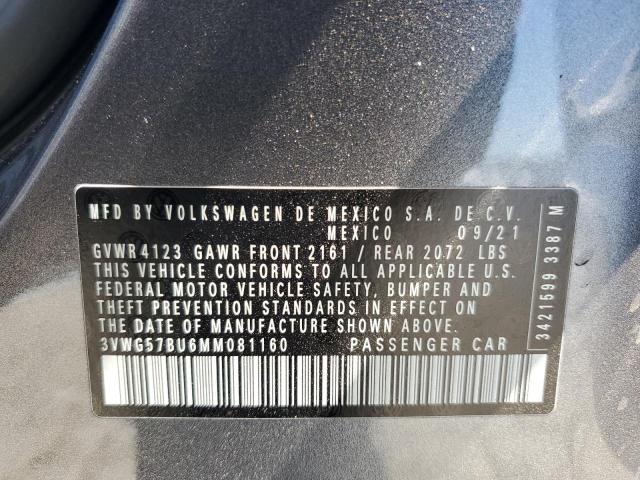 MFD BY VOLKSWAGEN DE MEXICO S.A. DE C.V.
MEXICO 09/21
GVWR 4123 GAWR FRONT 2161 / REAR 2072 LBS
THIS VEHICLE CONFORMS TO ALL APPLICABLE U.S.
FEDERAL MOTOR VEHICLE SAFETY, BUMPER AND
THEFT PREVENTION STANDARDS IN EFFECT ON
THE DATE OF MANUFACTURE SHOWN ABOVE.
3VWG57BU6MM081160 PASSENGER CAR
3421599 3387 M